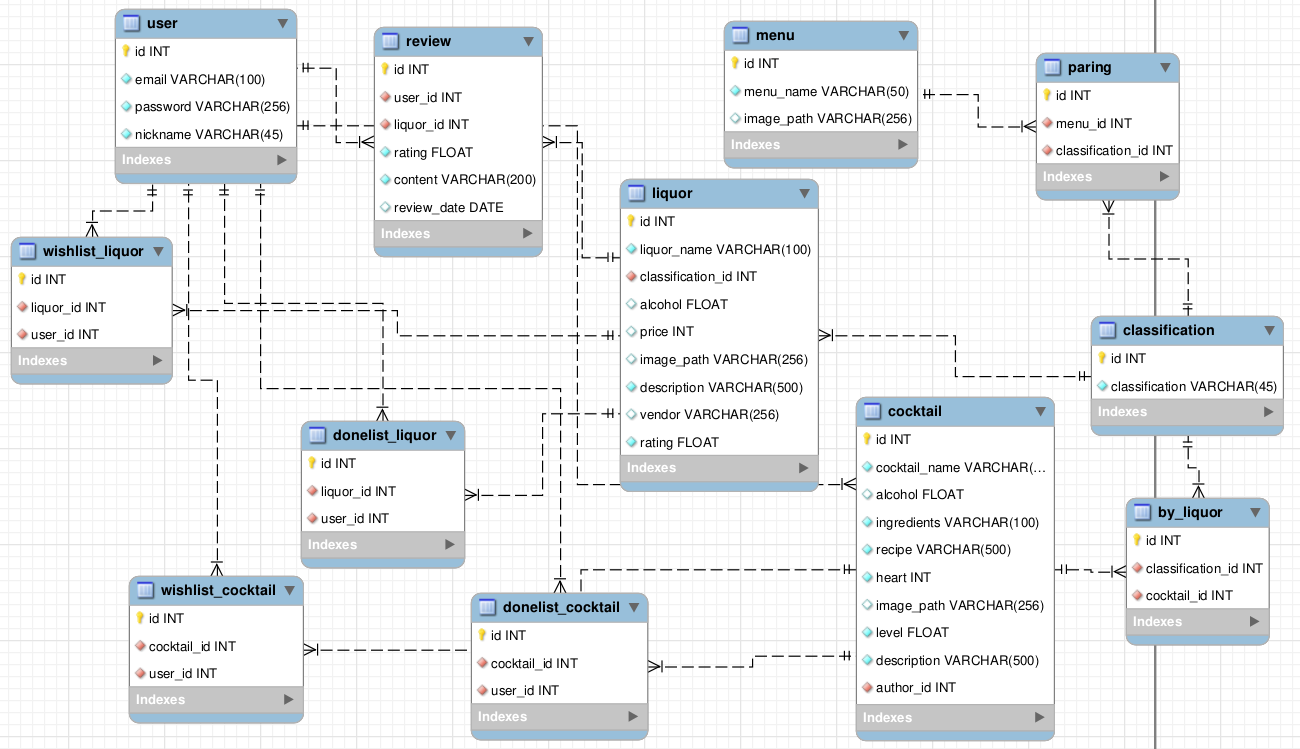 user
id INT
email VARCHAR(100)
password VARCHAR(256)
nickname VARCHAR(45)
Indexes
review
id INT
user_id INT
liquor_id INT
rating FLOAT
content VARCHAR(200)
review_date DATE
Indexes
menu
id INT
menu_name VARCHAR(50)
image_path VARCHAR(256)
Indexes
paring
id INT
menu_id INT
classification_id INT
Indexes
wishlist_liquor
id INT
liquor_id INT
user_id INT
Indexes
liquor
id INT
liquor_name VARCHAR(100)
classification_id INT
alcohol FLOAT
price INT
image_path VARCHAR(256)
description VARCHAR(500)
vendor VARCHAR(256)
rating FLOAT
Indexes
classification
id INT
classification VARCHAR(45)
Indexes
donelist_liquor
id INT
liquor_id INT
user_id INT
Indexes
cocktail
id INT
cocktail_name VARCHAR(...
alcohol FLOAT
ingredients VARCHAR(100)
recipe VARCHAR(500)
heart INT
image_path VARCHAR(256)
level FLOAT
description VARCHAR(500)
author_id INT
Indexes
by_liquor
id INT
classification_id INT
cocktail_id INT
Indexes
wishlist_cocktail
id INT
cocktail_id INT
user_id INT
Indexes
donelist_cocktail
id INT
cocktail_id INT
user_id INT
Indexes